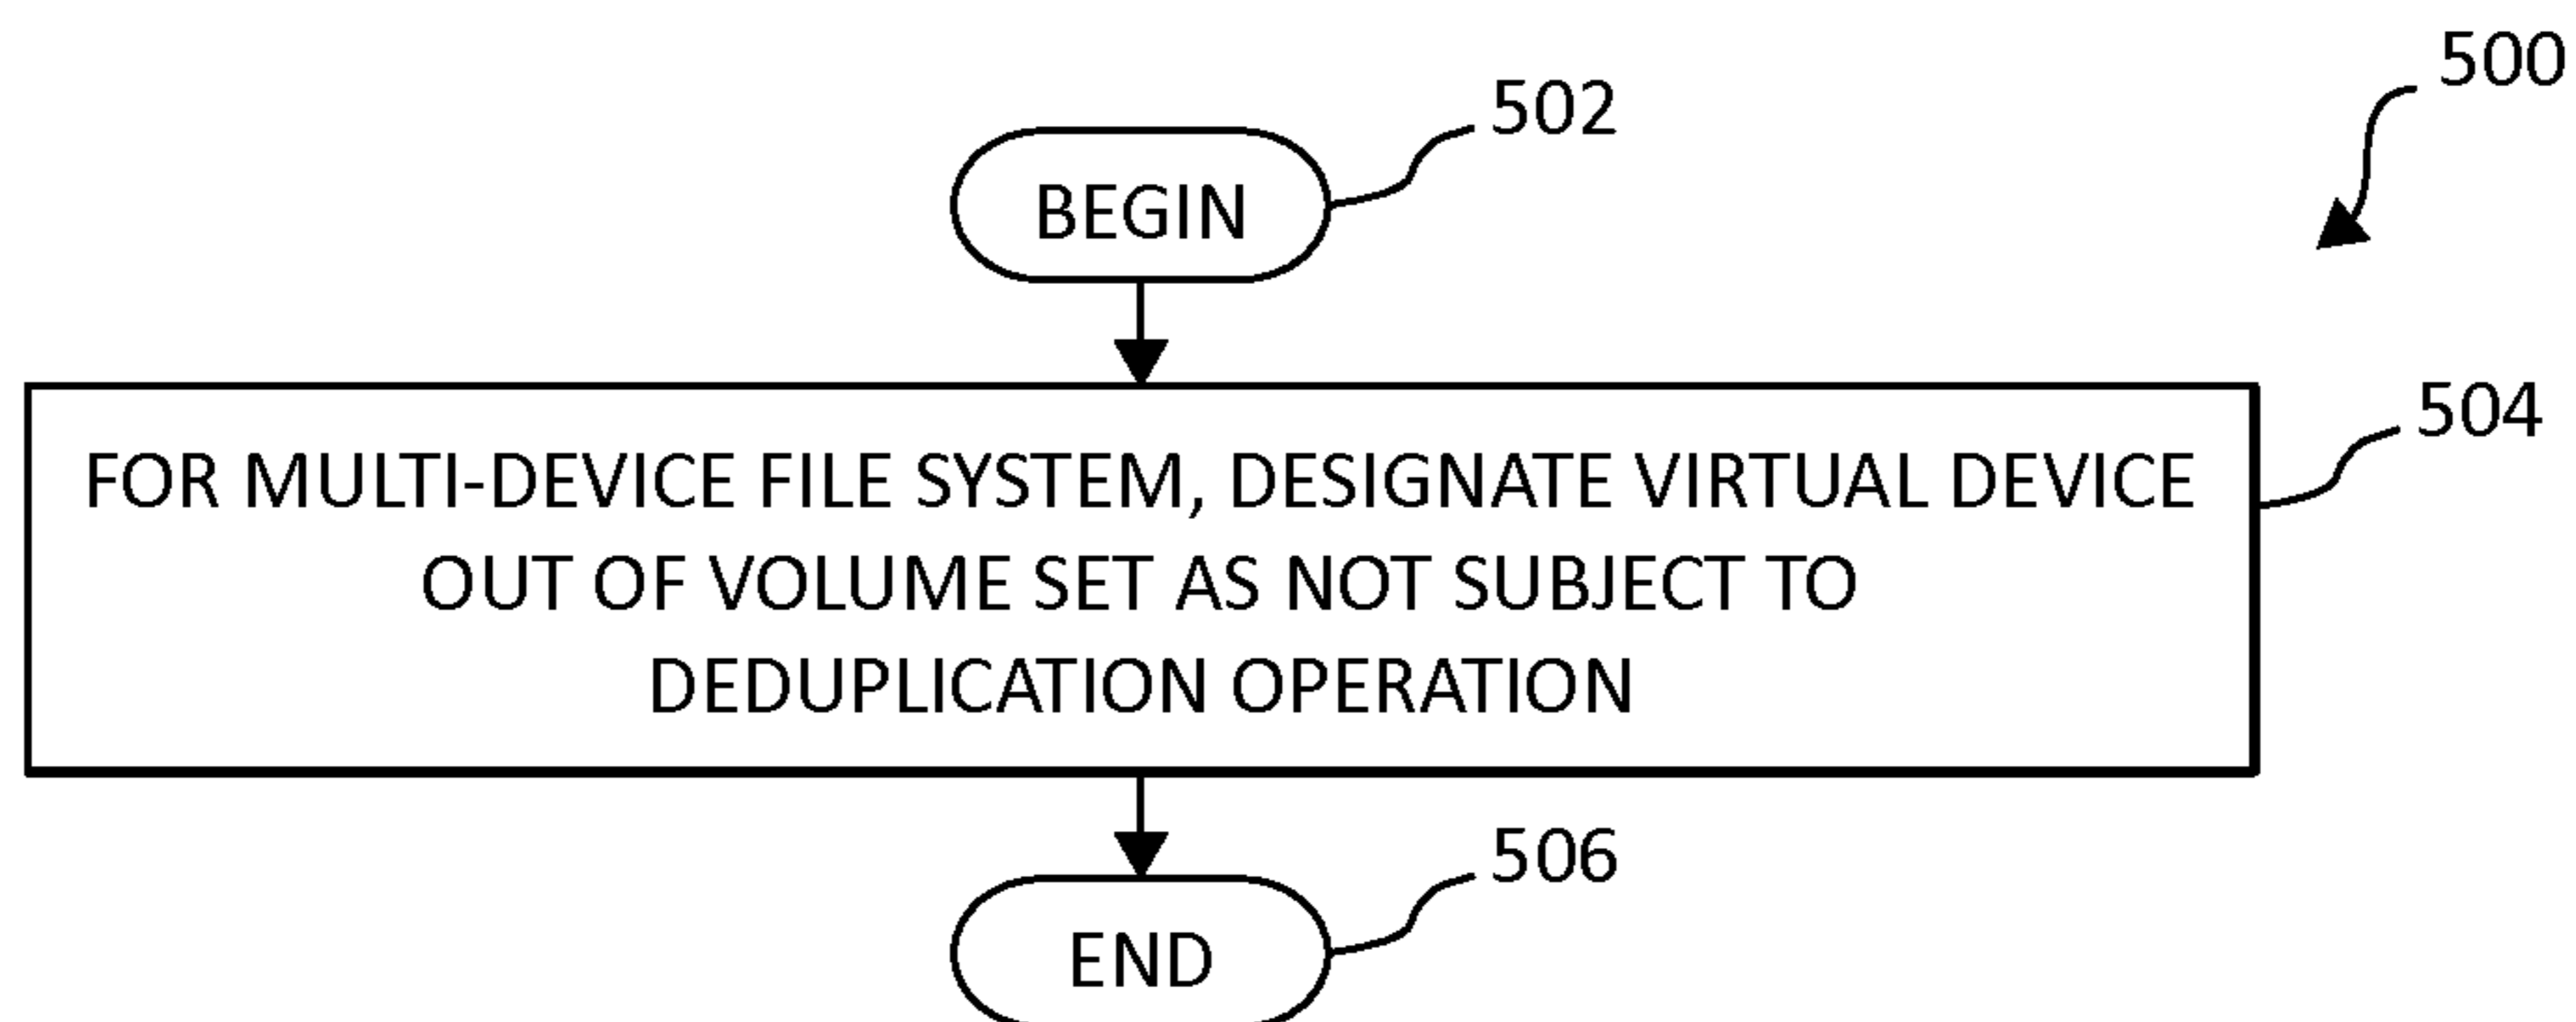 500
502
BEGIN
504
FOR MULTI-DEVICE FILE SYSTEM, DESIGNATE VIRTUAL DEVICE
OUT OF VOLUME SET AS NOT SUBJECT TO
DEDUPLICATION OPERATION
506
END